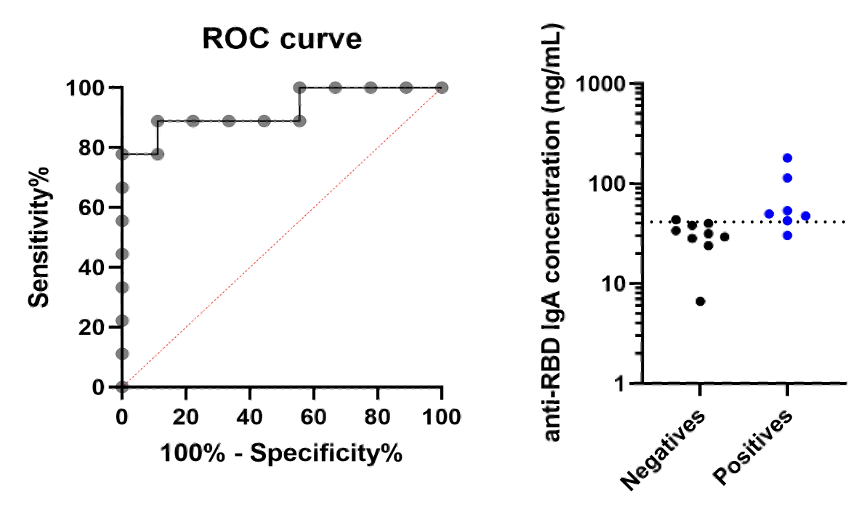 ROC curve
Sensitivity%
100
80
60
40
20
0
0 20 40 60 80 100
100% - Specificity%
anti-RBD IgA concentration (ng/mL)
1000
100
10
1
Negatives
Positives